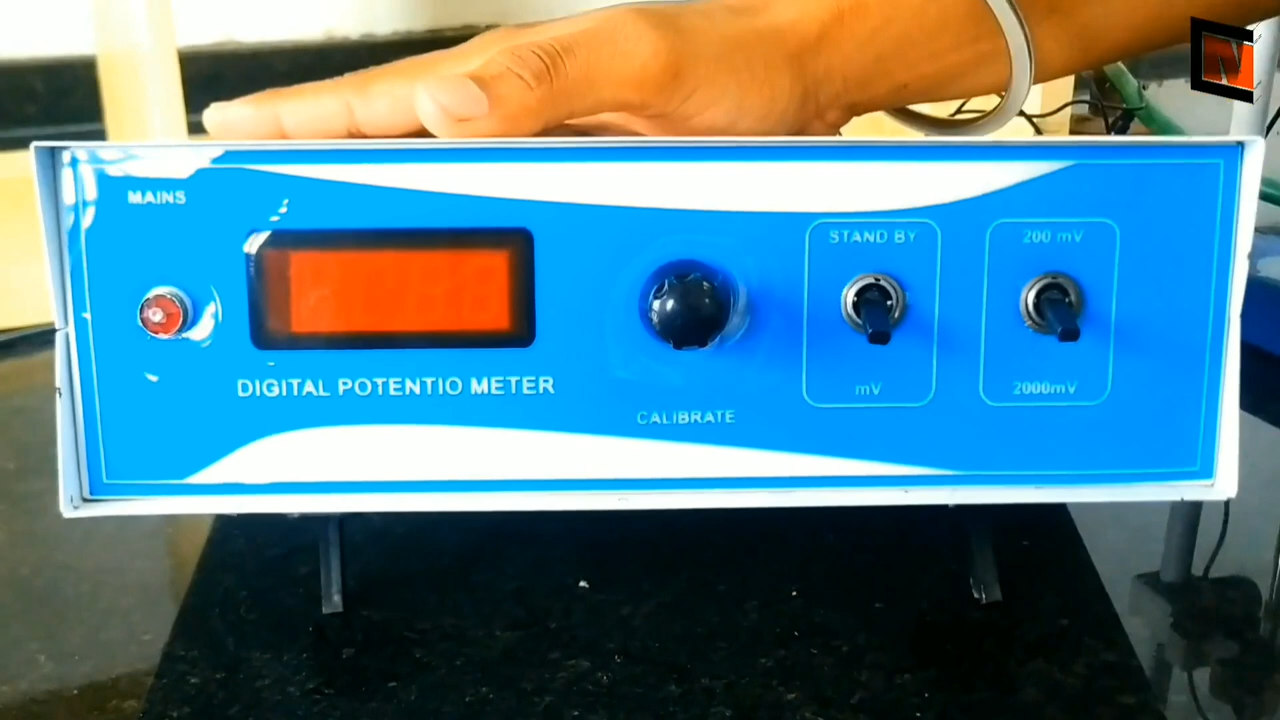 MAINS
DIGITAL POTENTIO METER
CALIBRATE
STAND BY
mV
200 mV
2000mV
N